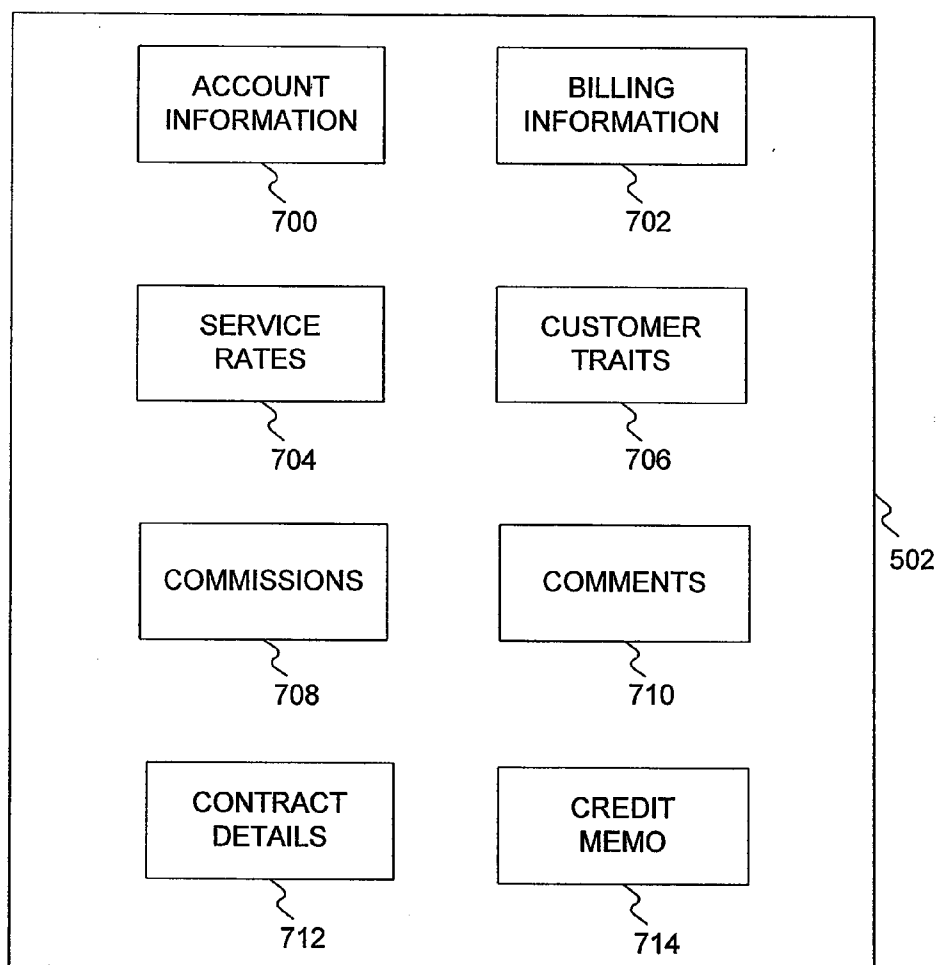 ACCOUNT
INFORMATION
700
BILLING
INFORMATION
702
SERVICE
RATES
704
CUSTOMER
TRAITS
706
COMMISSIONS
708
COMMENTS
710
502
CONTRACT
DETAILS
712
CREDIT
MEMO
714